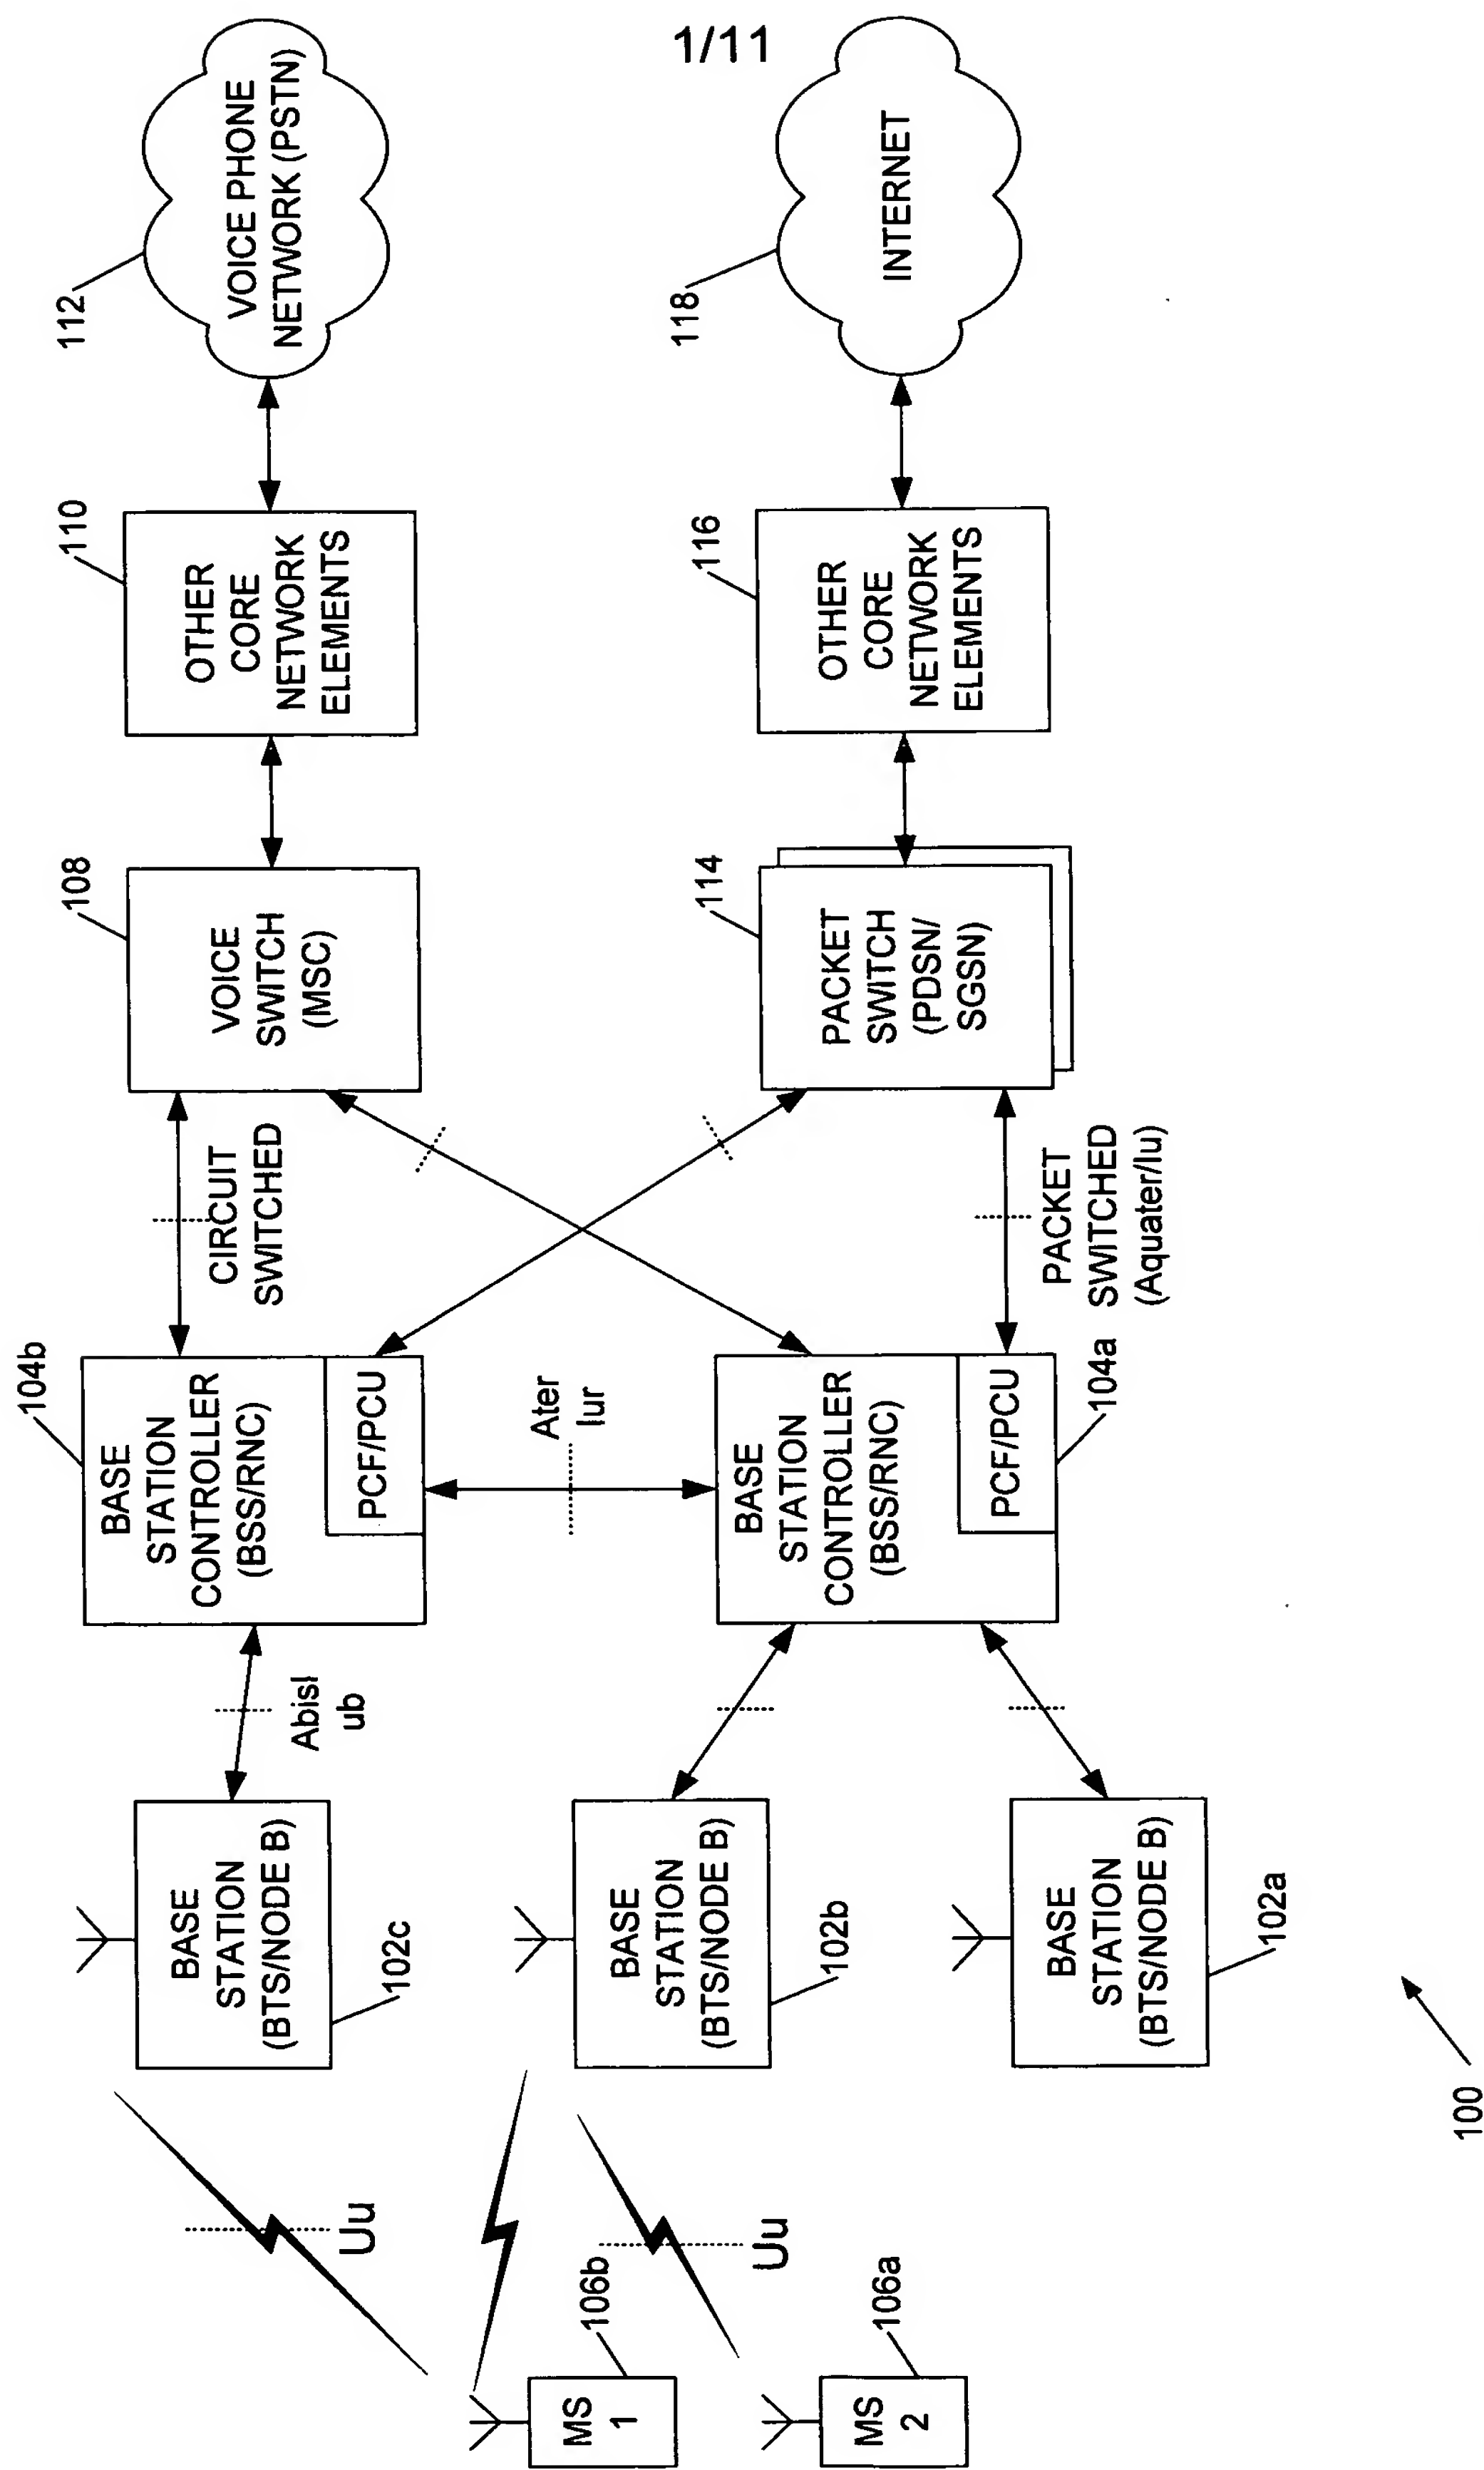 1/11
112
VOICE PHONE
NETWORK (PSTN)
118
INTERNET
110
OTHER
CORE
NETWORK
ELEMENTS
116
OTHER
CORE
NETWORK
ELEMENTS
108
VOICE
SWITCH
(MSC)
114
PACKET
SWITCH
(PDSN/
SGSN)
CIRCUIT
SWITCHED
PACKET
SWITCHED
(Aquater/Iu)
104b
BASE
STATION
CONTROLLER
(BSS/RNC)
PCF/PCU
Ater
Iur
104a
BASE
STATION
CONTROLLER
(BSS/RNC)
PCF/PCU
AbisI
ub
BASE
STATION
(BTS/NODE B)
102c
BASE
STATION
(BTS/NODE B)
102b
BASE
STATION
(BTS/NODE B)
102a
Uu
Uu
106b
MS
1
106a
MS
2
100